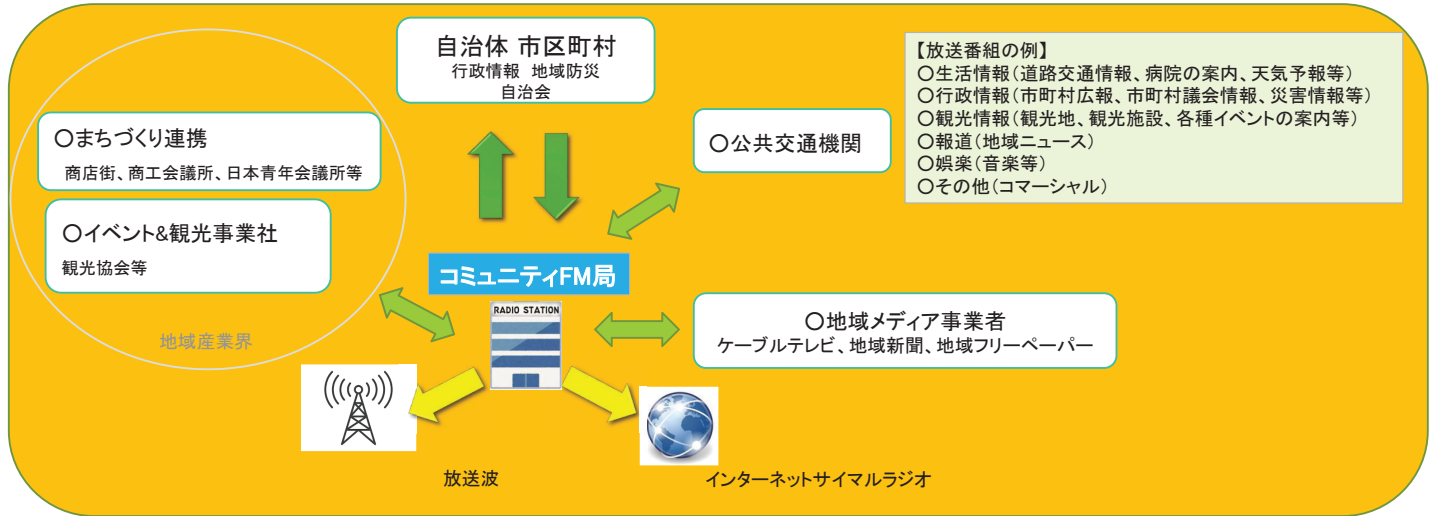 自治体 市区町村
行政情報 地域防災
自治会
【放送番組の例】
○生活情報(道路交通情報、病院の案内、天気予報等)
○行政情報(市町村広報、市町村議会情報、災害情報等)
○観光情報(観光地、観光施設、各種イベントの案内等)
○報道(地域ニュース)
○娯楽(音楽等)
○その他(コマーシャル)
○まちづくり連携
商店街、商工会議所、日本青年会議所等
○公共交通機関
○イベント&観光事業社
観光協会等
コミュニティFM局
RADIO STATION
地域産業界
○地域メディア事業者
ケーブルテレビ、地域新聞、地域フリーペーパー
放送波
インターネットサイマルラジオ